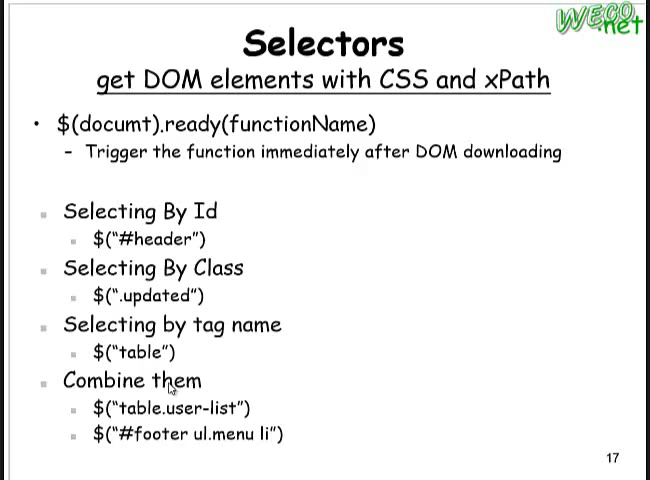 WECO
.net
Selectors
get DOM elements with CSS and xPath
• $(documt).ready(functionName)
– Trigger the function immediately after DOM downloading
Selecting By Id
$("#header")
Selecting By Class
$(".updated")
Selecting by tag name
$("table")
Combine them
$("table.user-list")
$("#footer ul.menu li")
17